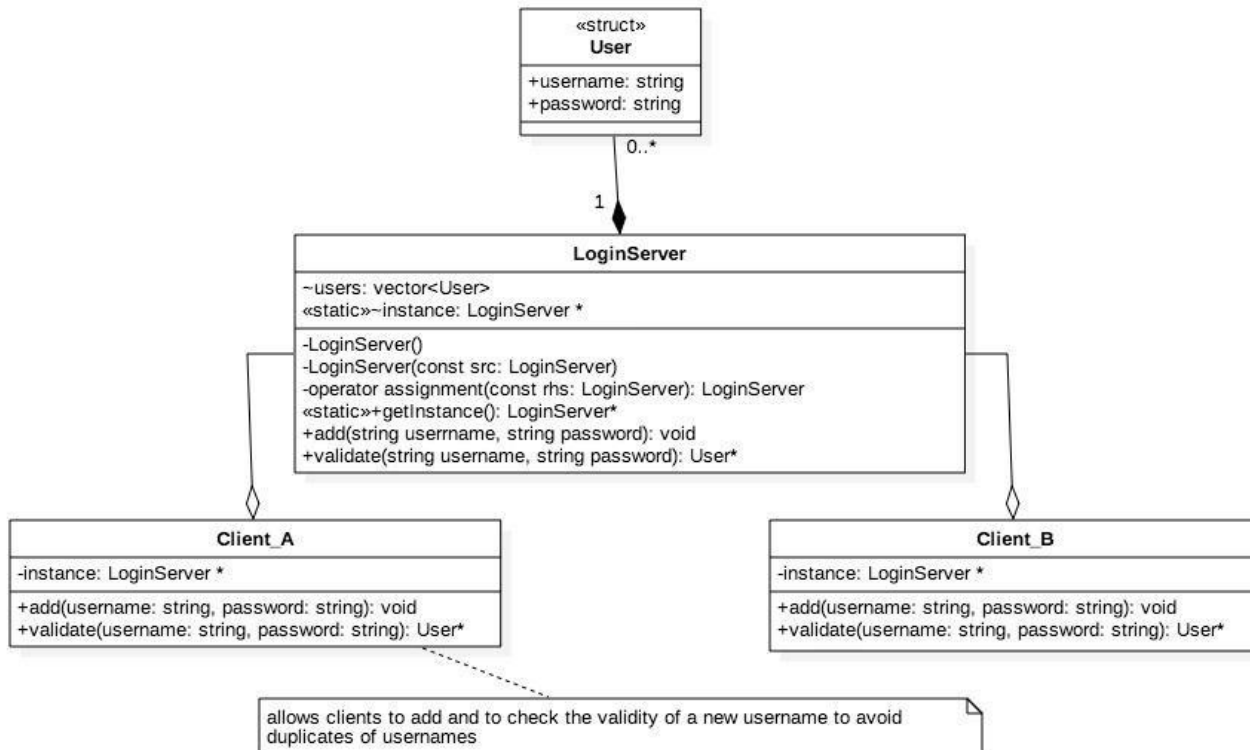 «struct»
User
+username: string
+password: string
0..*
1
LoginServer
~users: vector<User>
«static»~instance: LoginServer *
-LoginServer()
-LoginServer(const src: LoginServer)
-operator assignment(const rhs: LoginServer): LoginServer
«static»+getInstance(): LoginServer*
+add(string userrname, string password): void
+validate(string username, string password): User*
Client_A
-instance: LoginServer *
+add(username: string, password: string): void
+validate(username: string, password: string): User*
Client_B
-instance: LoginServer *
+add(username: string, password: string): void
+validate(username: string, password: string): User*
allows clients to add and to check the validity of a new username to avoid
duplicates of usernames